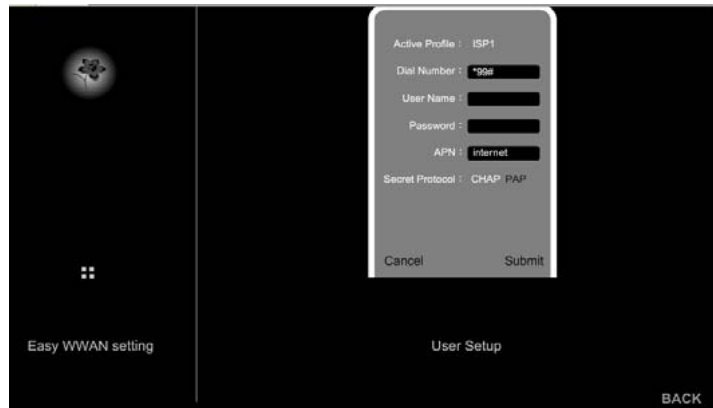 Active Profile : ISP1
Dial Number : *99#
User Name :
Password :
APN : internet
Secret Protocol : CHAP PAP
Cancel Submit
Easy WWAN setting
User Setup
BACK